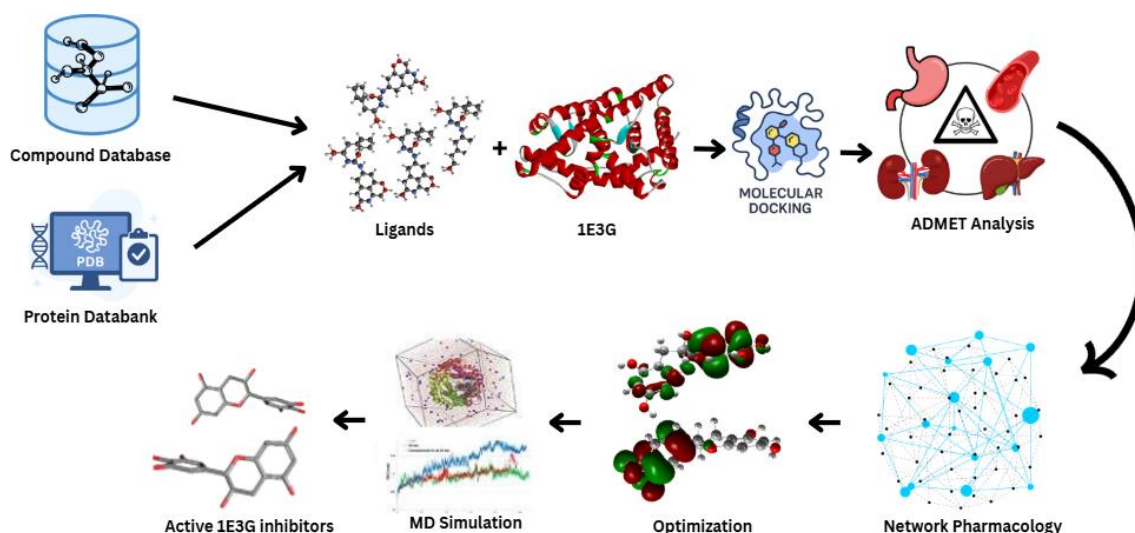 Compound Database
PDB
Protein Databank
Ligands
+
1E3G
MOLECULAR
DOCKING
ADMET Analysis
Active 1E3G inhibitors
MD Simulation
Optimization
Network Pharmacology